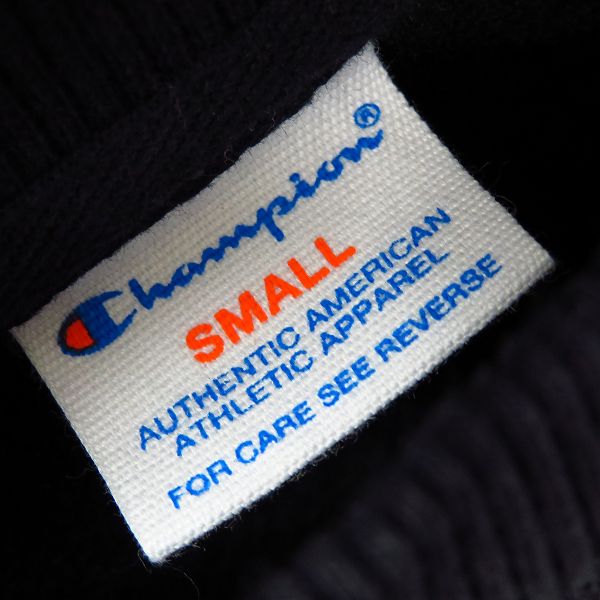 Champion®
SMALL
AUTHENTIC AMERICAN
ATHLETIC APPAREL
FOR CARE SEE REVERSE